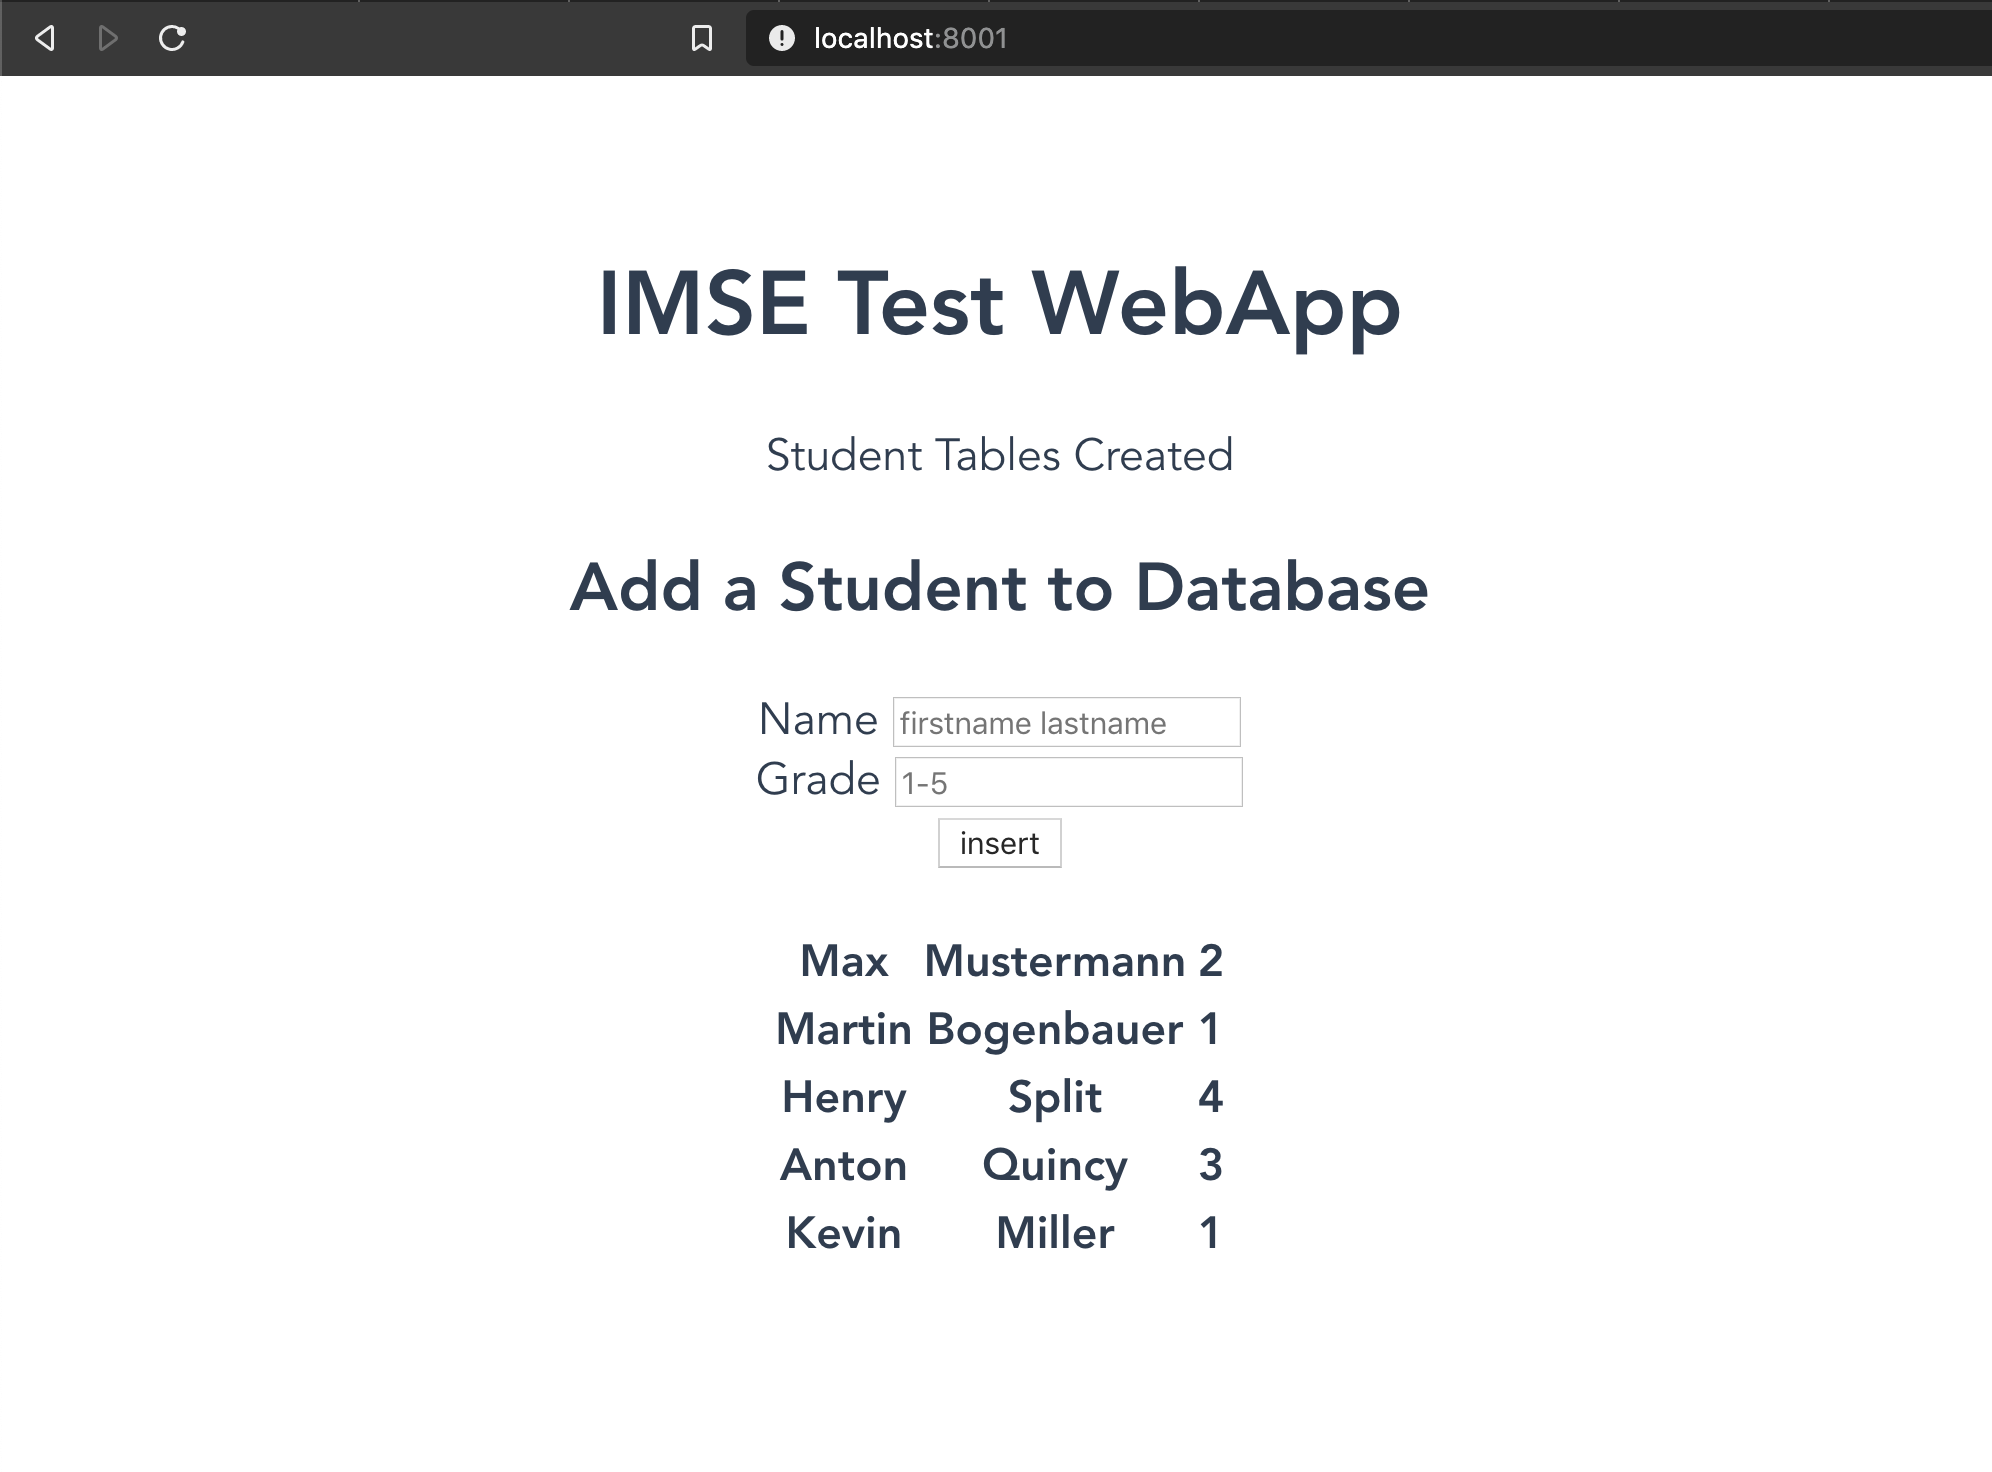 localhost:8001
IMSE Test WebApp
Student Tables Created
Add a Student to Database
Name firstname lastname
Grade 1-5
insert
Max Mustermann 2
Martin Bogenbauer 1
Henry Split 4
Anton Quincy 3
Kevin Miller 1